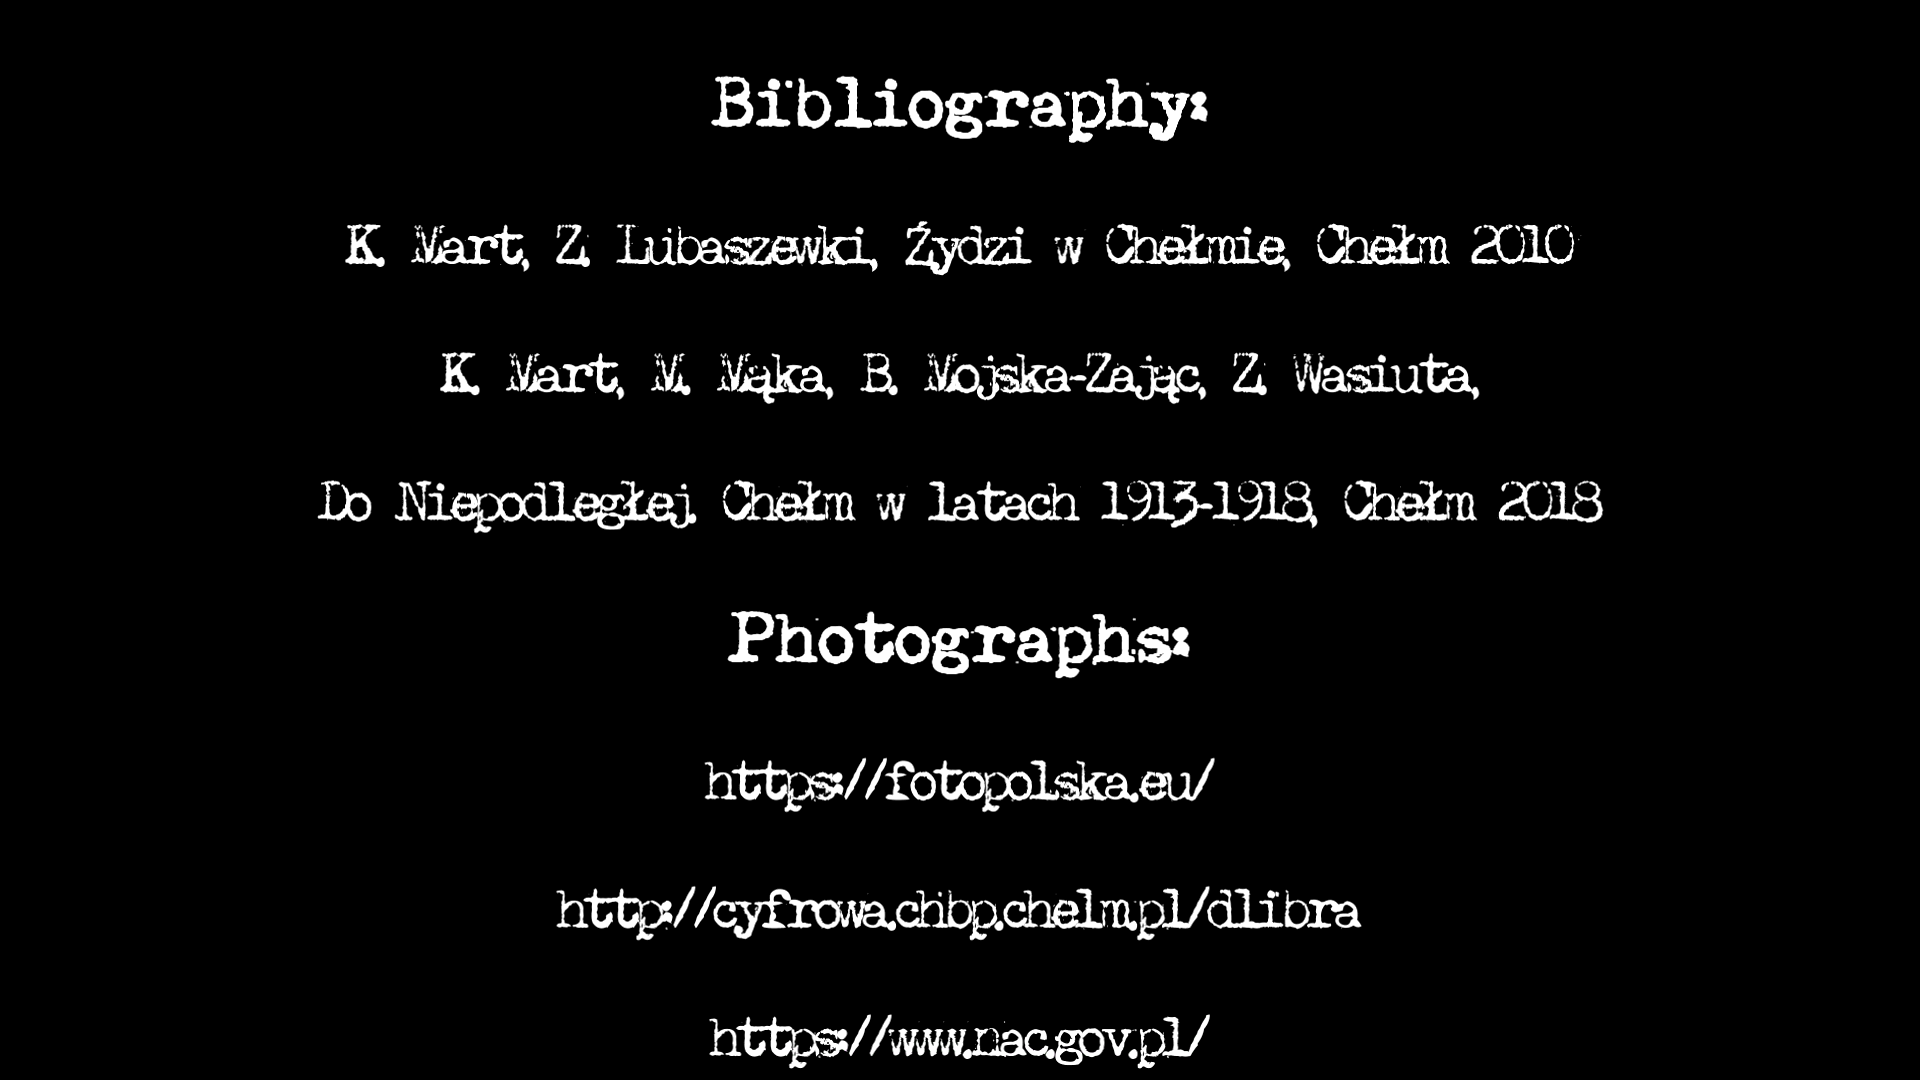 Bibliography:
K. Mart, Z. Lubaszewki, Żydzi w Chełmie, Chełm 2010
K. Mart, M. Mąka, B. Mojska-Zając, Z. Wasiuta,
Do Niepodległej. Chełm w latach 1913-1918, Chełm 2018
Photographs:
https://fotopolska.eu/
http://cyfrowa.chbp.chelm.pl/dlibra
https://www.nac.gov.pl/